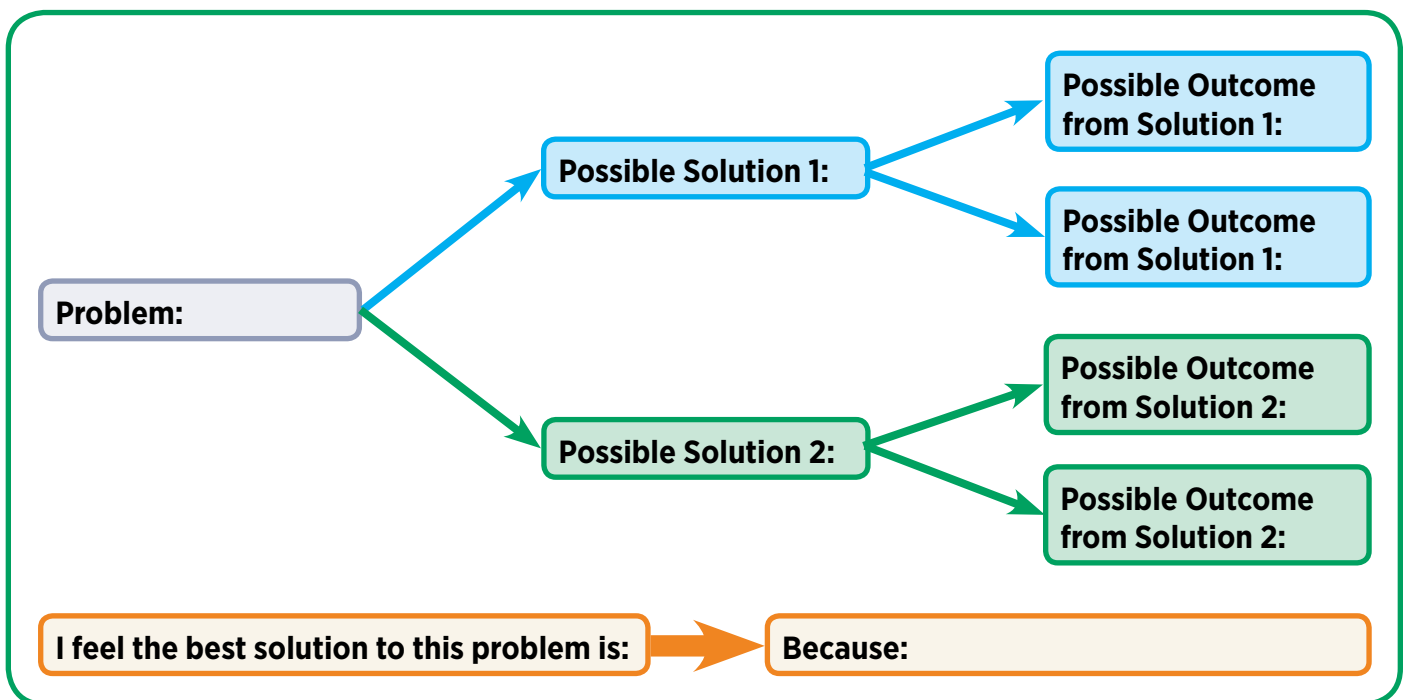 Possible Outcome
from Solution 1:
Possible Solution 1:
Possible Outcome
from Solution 1:
Problem:
Possible Outcome
from Solution 2:
Possible Solution 2:
Possible Outcome
from Solution 2:
I feel the best solution to this problem is:
Because: